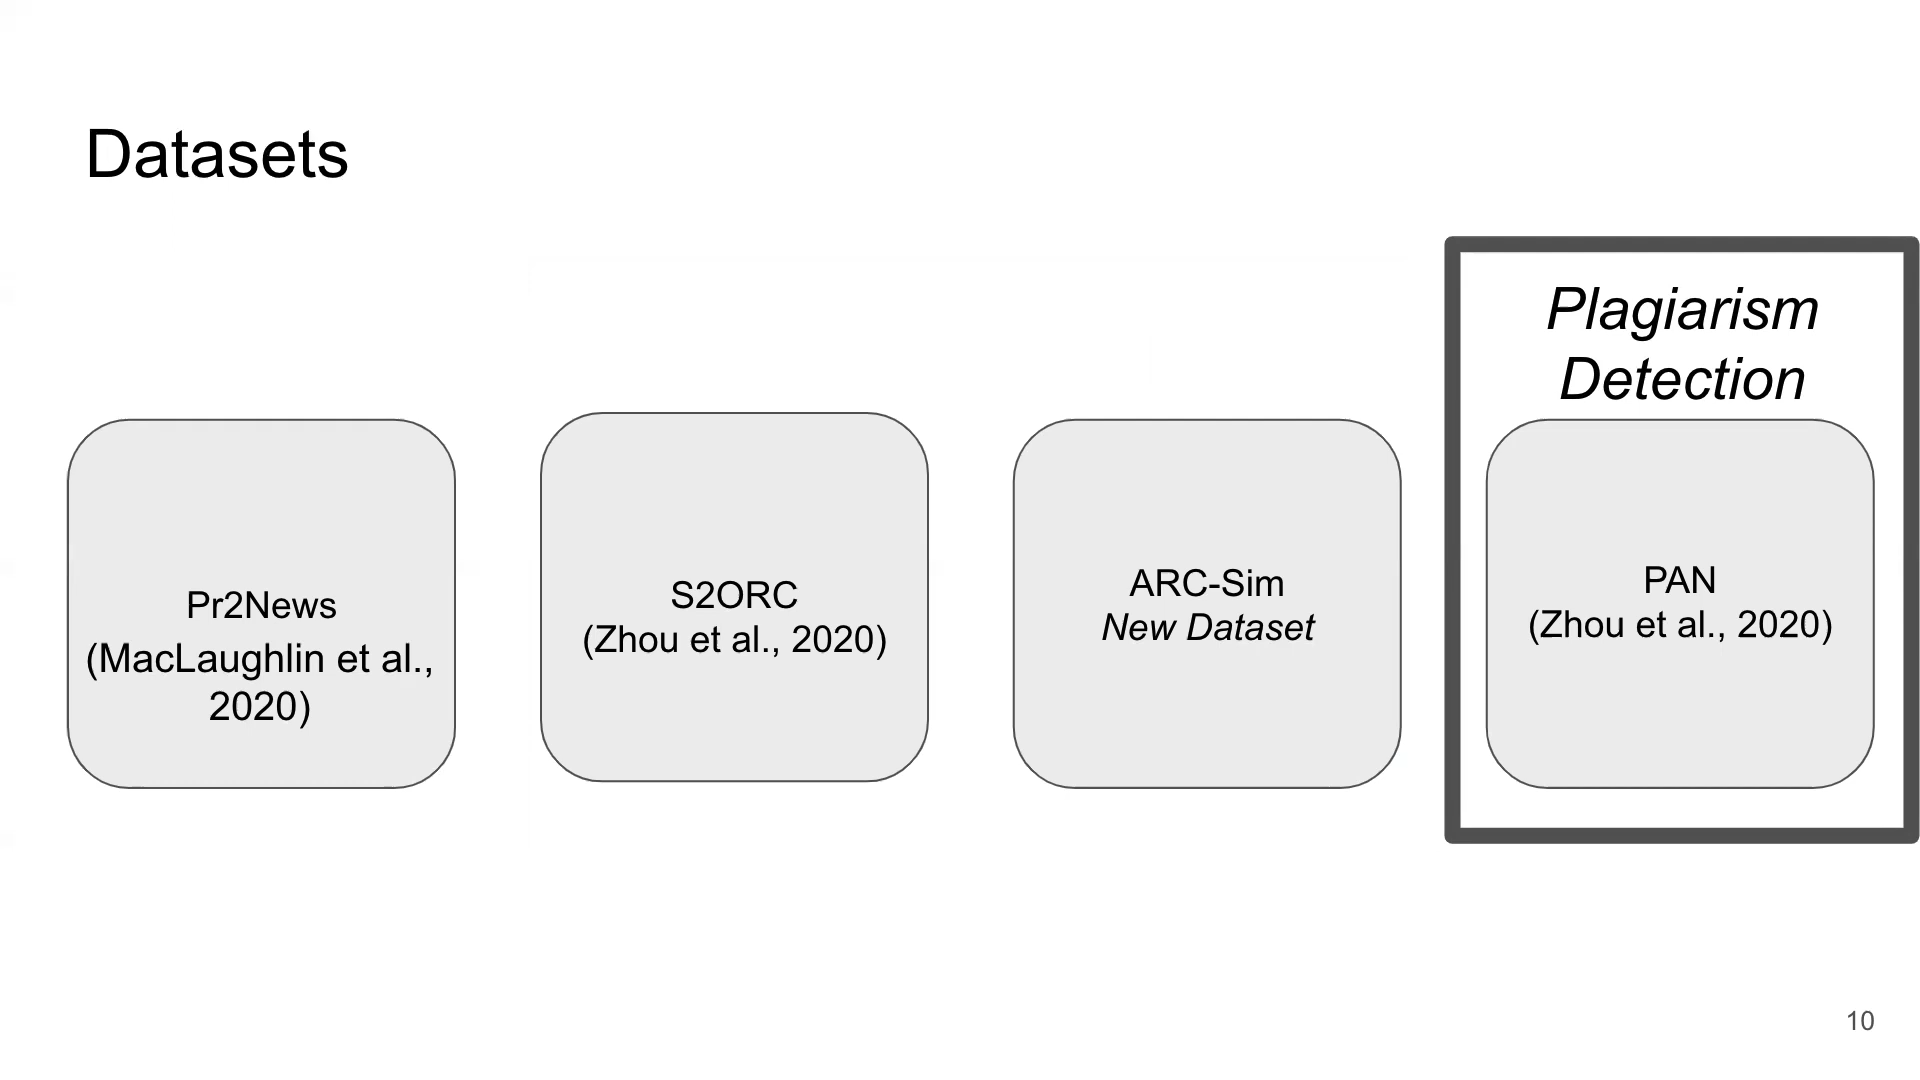 Datasets
Plagiarism
Detection
Pr2News
(MacLaughlin et al.,
2020)
S2ORC
(Zhou et al., 2020)
ARC-Sim
New Dataset
PAN
(Zhou et al., 2020)
10